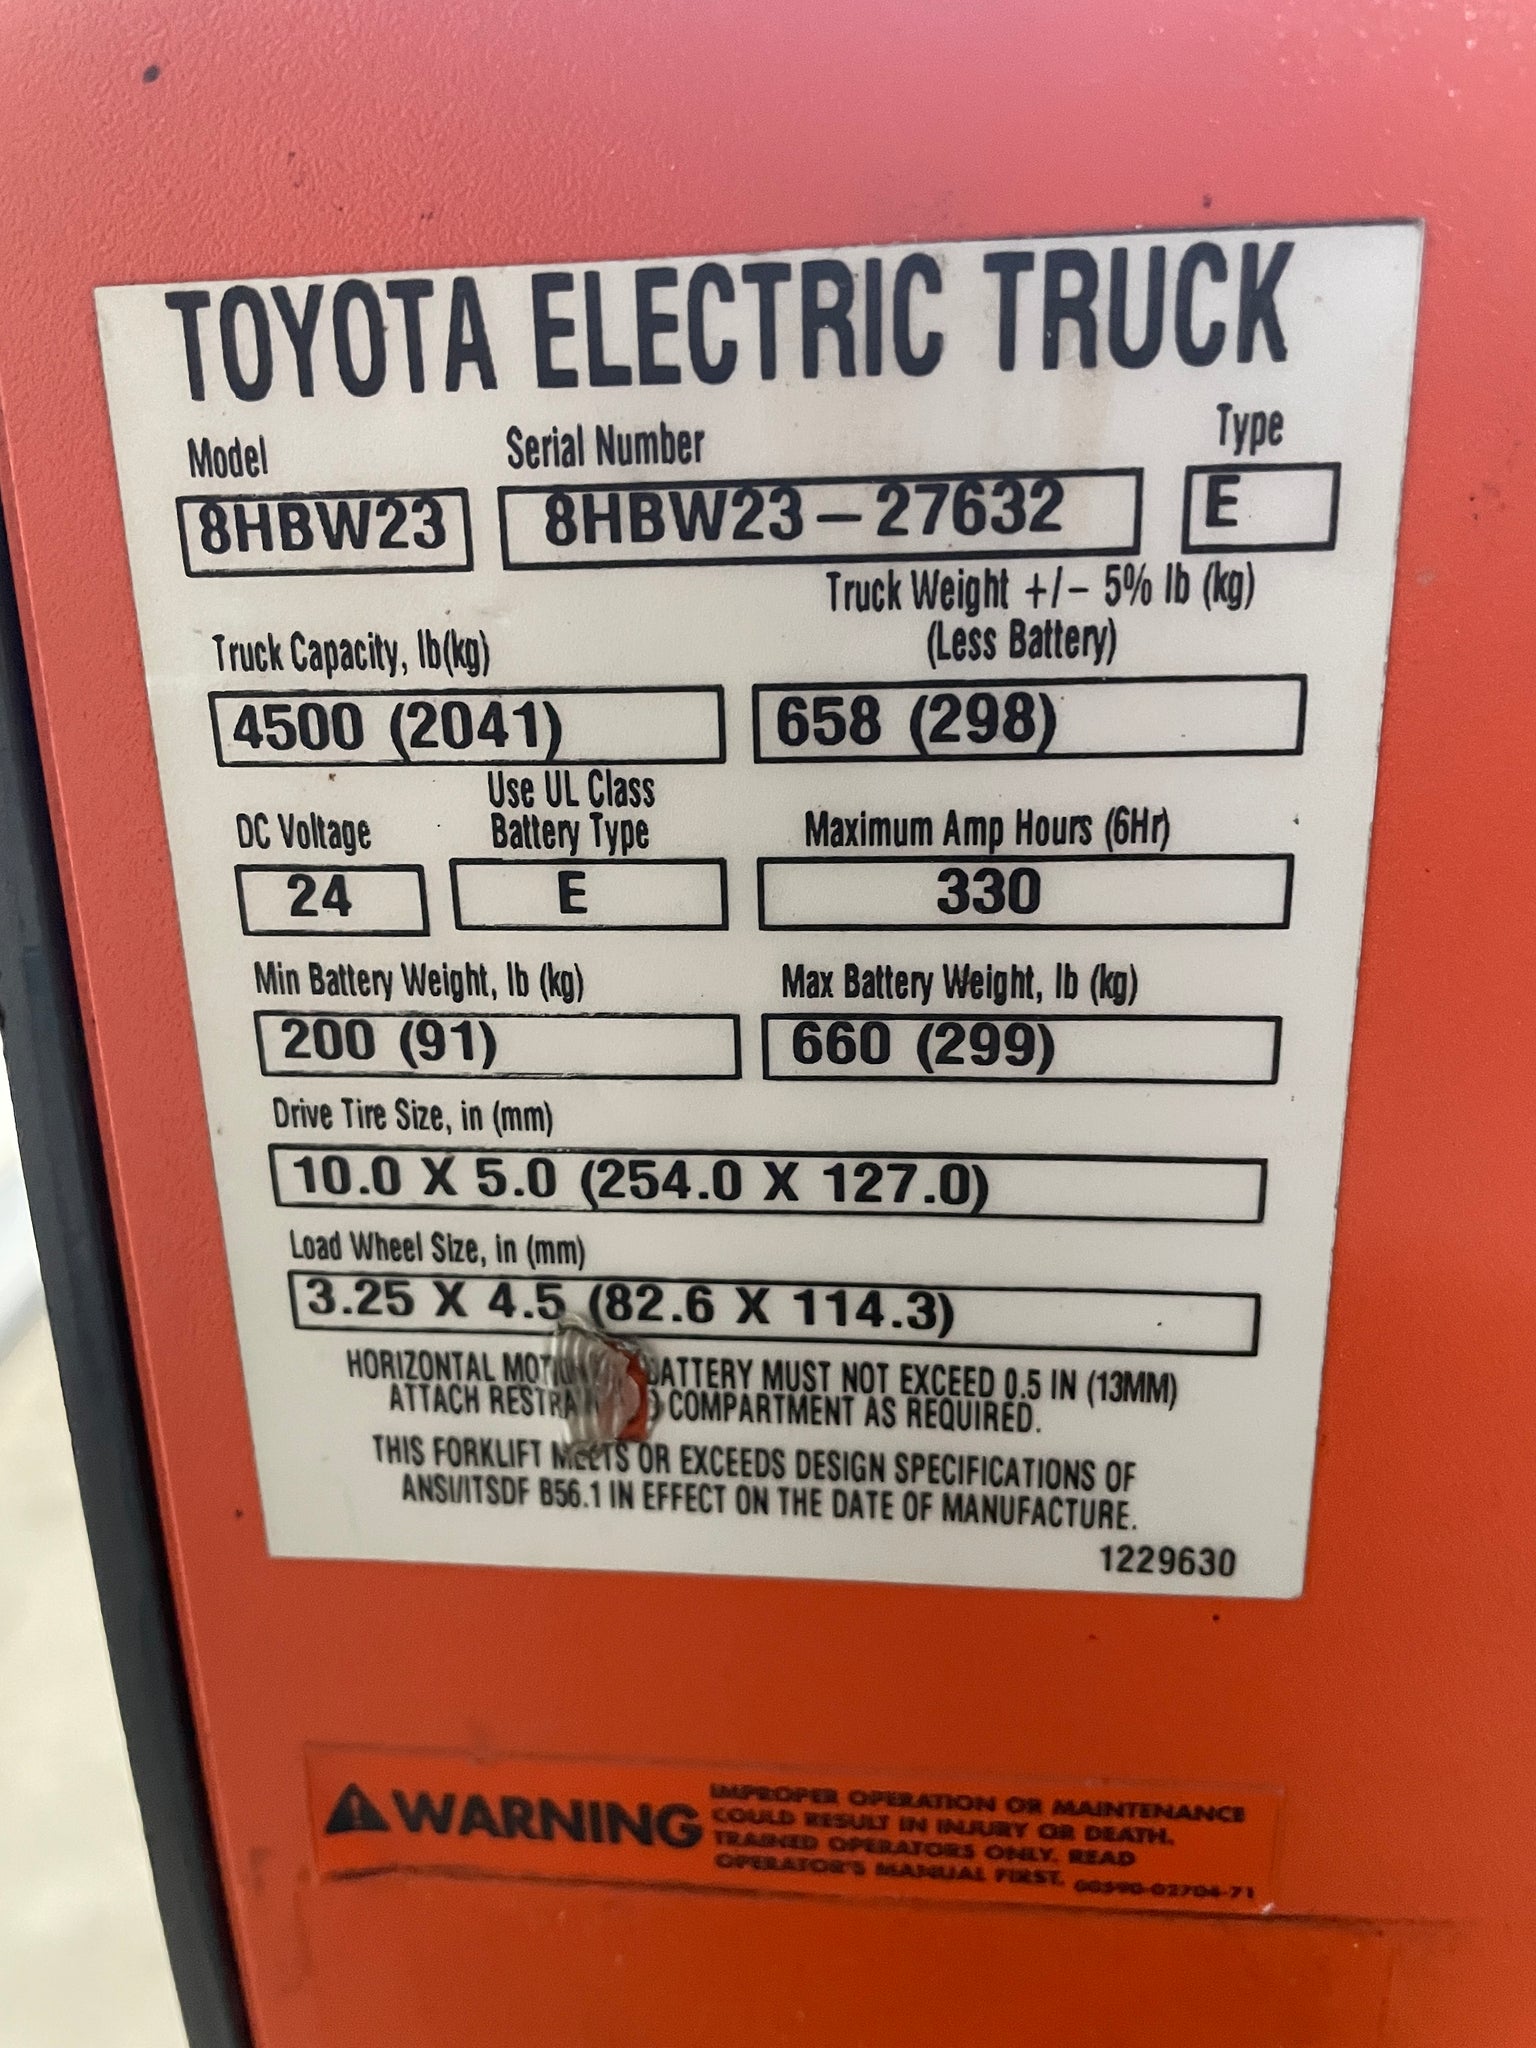 TOYOTA ELECTRIC TRUCK
Model Serial Number Type
8HBW23 8HBW23-27632 E
Truck Capacity, lb(kg) Truck Weight +/- 5% lb (kg)
(Less Battery)
4500 (2041) 658 (298)
DC Voltage Use UL Class
Battery Type Maximum Amp Hours (6Hr)
24 E 330
Min Battery Weight, lb (kg) Max Battery Weight, lb (kg)
200 (91) 660 (299)
Drive Tire Size, in (mm)
10.0 X 5.0 (254.0 X 127.0)
Load Wheel Size, in (mm)
3.25 X 4.5 (82.6 X 114.3)
HORIZONTAL BATTERY MUST NOT EXCEED 0.5 IN (13MM)
ATTACH COMPARTMENT AS REQUIRED.
THIS FORKLIFT MEETS OR EXCEEDS DESIGN SPECIFICATIONS OF
ANSI/ITSDF B56.1 IN EFFECT ON THE DATE OF MANUFACTURE.
1229630
WARNING
IMPROPER OPERATION OR MAINTENANCE
COULD RESULT IN INJURY OR DEATH.
TRAINED OPERATORS ONLY. READ
OPERATOR'S MANUAL FIRST. 00590-02704-71